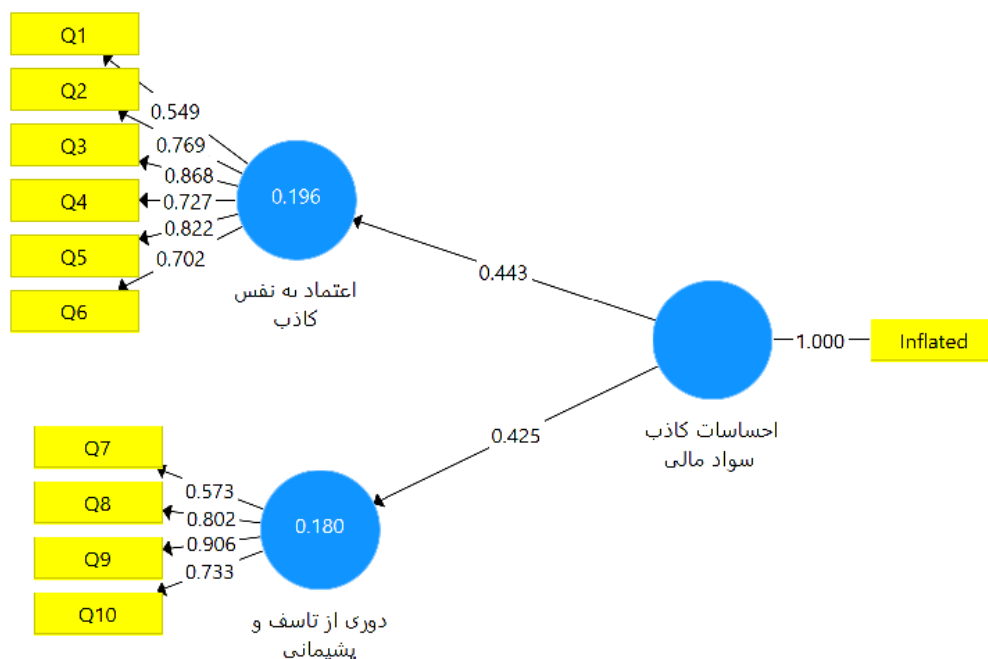 Q1
Q2
Q3
Q4
Q5
Q6
0.549
0.769
0.868
0.727
0.822
0.702
0.196
اعتماد به نفس
کاذب
0.443
احساسات کاذب
سواد مالی
1.000
Inflated
0.425
Q7
Q8
Q9
Q10
0.573
0.802
0.906
0.733
0.180
دوری از تاسف و
پشیمانی